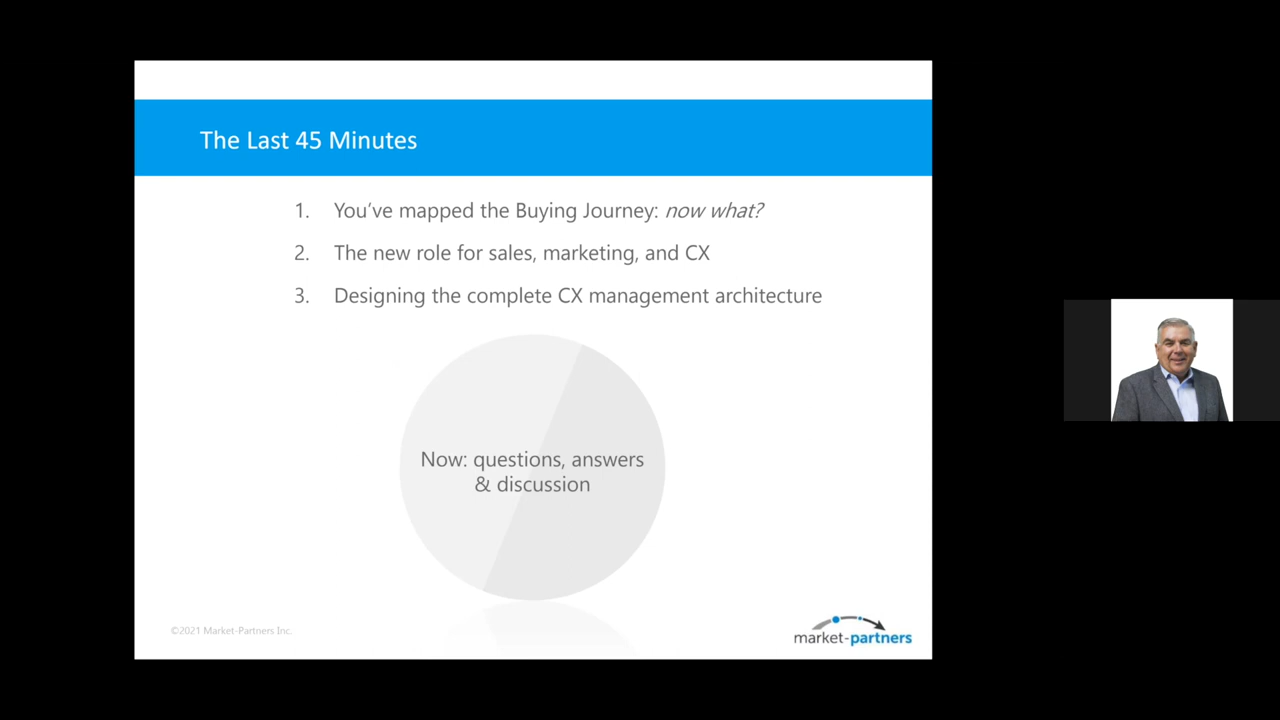 The Last 45 Minutes
1. You’ve mapped the Buying Journey: now what?
2. The new role for sales, marketing, and CX
3. Designing the complete CX management architecture
Now: questions, answers
& discussion
©2021 Market-Partners Inc.
market-partners